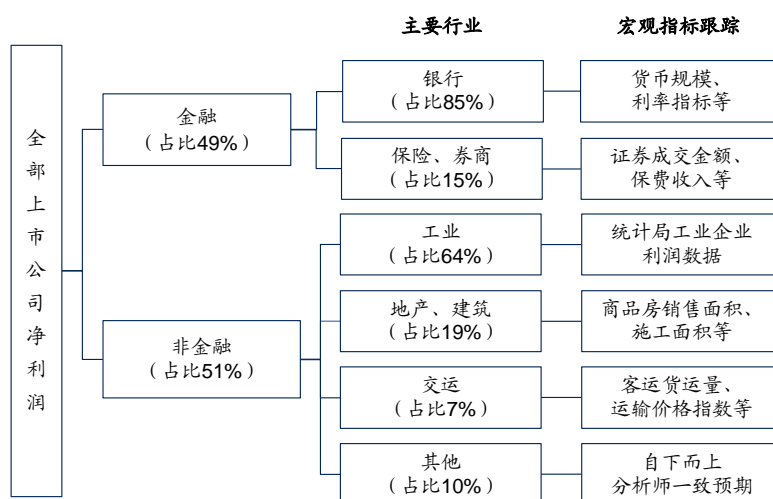 主要行业
宏观指标跟踪
全部上市公司净利润
金融
（占比49%）
银行
（占比85%）
货币规模、
利率指标等
保险、券商
（占比15%）
证券成交金额、
保费收入等
非金融
（占比51%）
工业
（占比64%）
统计局工业企业
利润数据
地产、建筑
（占比19%）
商品房销售面积、
施工面积等
交运
（占比7%）
客运货运量、
运输价格指数等
其他
（占比10%）
自下而上
分析师一致预期